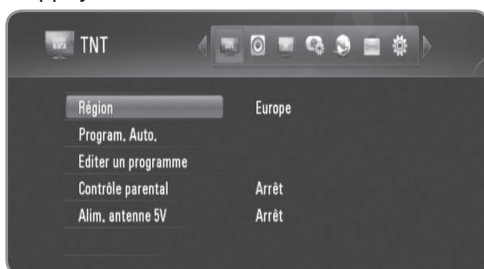 TNT
Région Europe
Program. Auto.
Editer un programme
Contrôle parental Arrêt
Alim. antenne 5V Arrêt